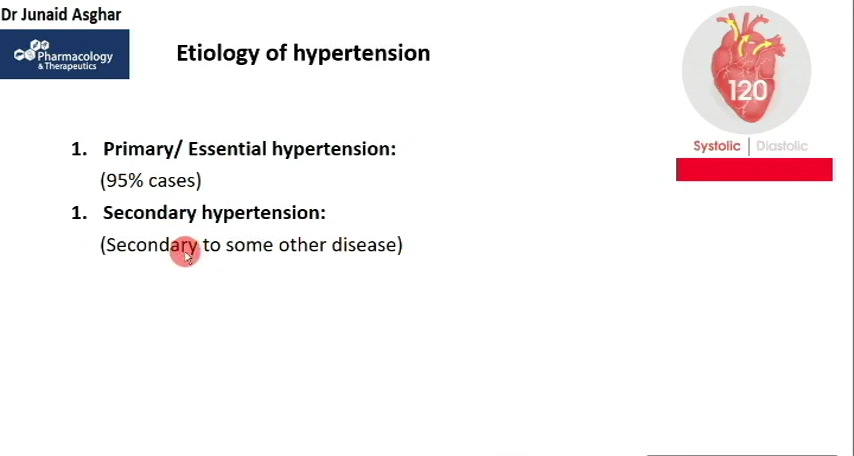 Dr Junaid Asghar
Pharmacology
& Therapeutics
Etiology of hypertension
120
Systolic | Diastolic
1. Primary/ Essential hypertension:
(95% cases)
1. Secondary hypertension:
(Secondary to some other disease)